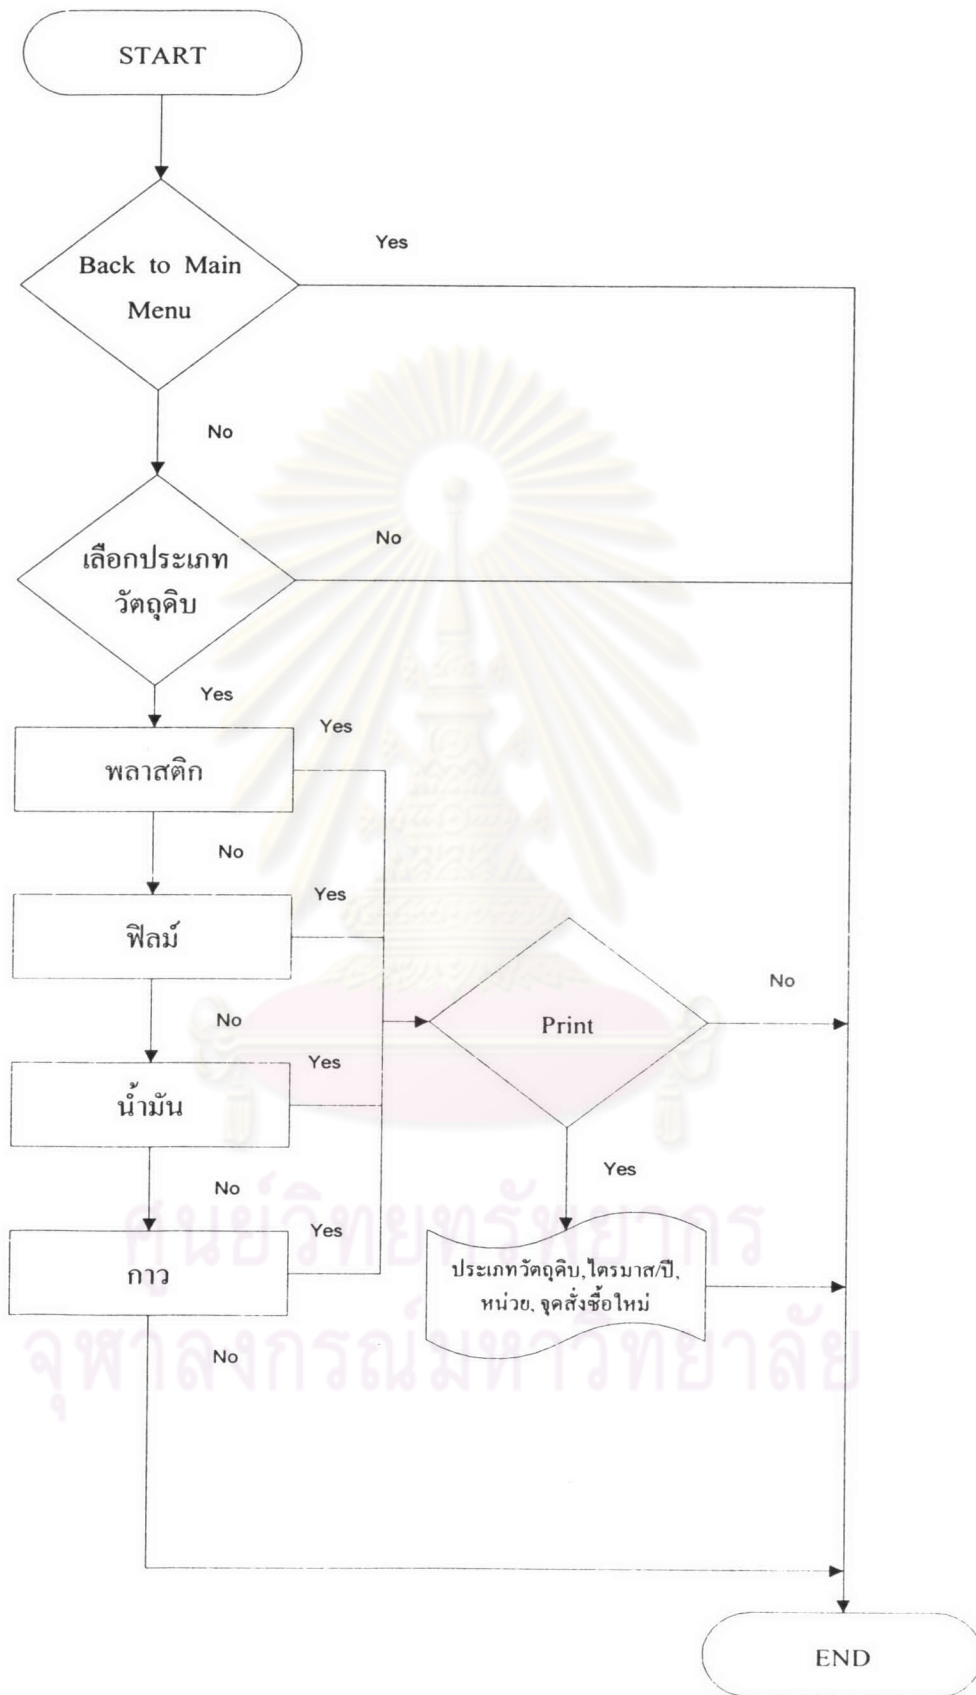 START
Back to Main
Menu
Yes
No
เลือกประเภท
วัตถุดิบ
No
Yes
พลาสติก
Yes
No
ฟิล์ม
Yes
No
น้ำมัน
Yes
No
กาว
Yes
No
Print
No
Yes
ประเภทวัตถุดิบ,ไตรมาส/ปี,
หน่วย, จุดสั่งซื้อใหม่
ศูนย์วิทยทรัพยากร
จุฬาลงกรณ์มหาวิทยาลัย
END